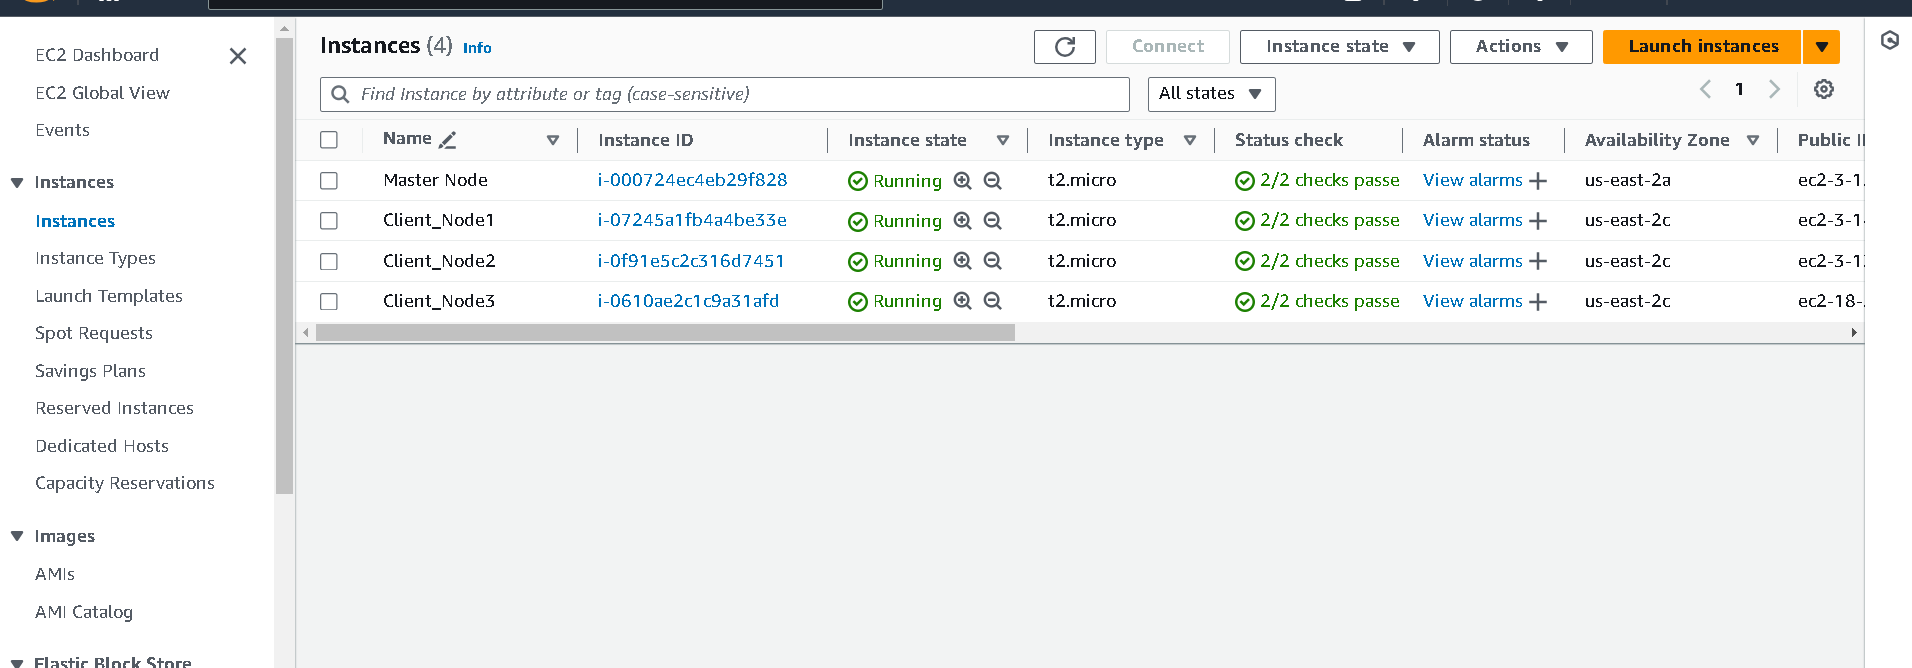 EC2 Dashboard
EC2 Global View
Events
Instances
Instances
Instance Types
Launch Templates
Spot Requests
Savings Plans
Reserved Instances
Dedicated Hosts
Capacity Reservations
Images
AMIs
AMI Catalog
Elastic Block Store
Instances (4) Info
Connect Instance state Actions Launch instances
Find Instance by attribute or tag (case-sensitive) All states 1
Name Instance ID Instance state Instance type Status check Alarm status Availability Zone Public
Master Node i-000724ec4eb29f828 Running t2.micro 2/2 checks passe View alarms + us-east-2a ec2-3-1
Client_Node1 i-07245a1fb4a4be33e Running t2.micro 2/2 checks passe View alarms + us-east-2c ec2-3-1
Client_Node2 i-0f91e5c2c316d7451 Running t2.micro 2/2 checks passe View alarms + us-east-2c ec2-3-1
Client_Node3 i-0610ae2c1c9a31afd Running t2.micro 2/2 checks passe View alarms + us-east-2c ec2-18-